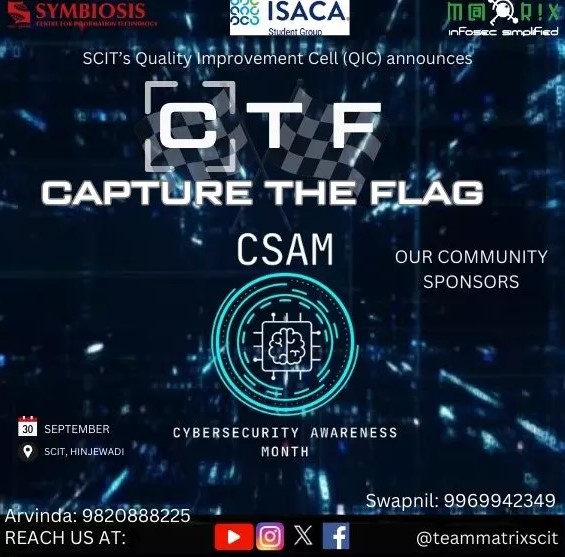 SYMBIOSIS
CENTRE FOR INFORMATION TECHNOLOGY
ISACA
Student Group
M@TRIX
infosec simplified
SCIT's Quality Improvement Cell (QIC) announces
CTF
CAPTURE THE FLAG
CSAM
OUR COMMUNITY
SPONSORS
CYBERSECURITY AWARENESS
MONTH
30 SEPTEMBER
SCIT, HINJEWADI
Swapnil: 9969942349
Arvinda: 9820888225
REACH US AT:
@teammatrixscit